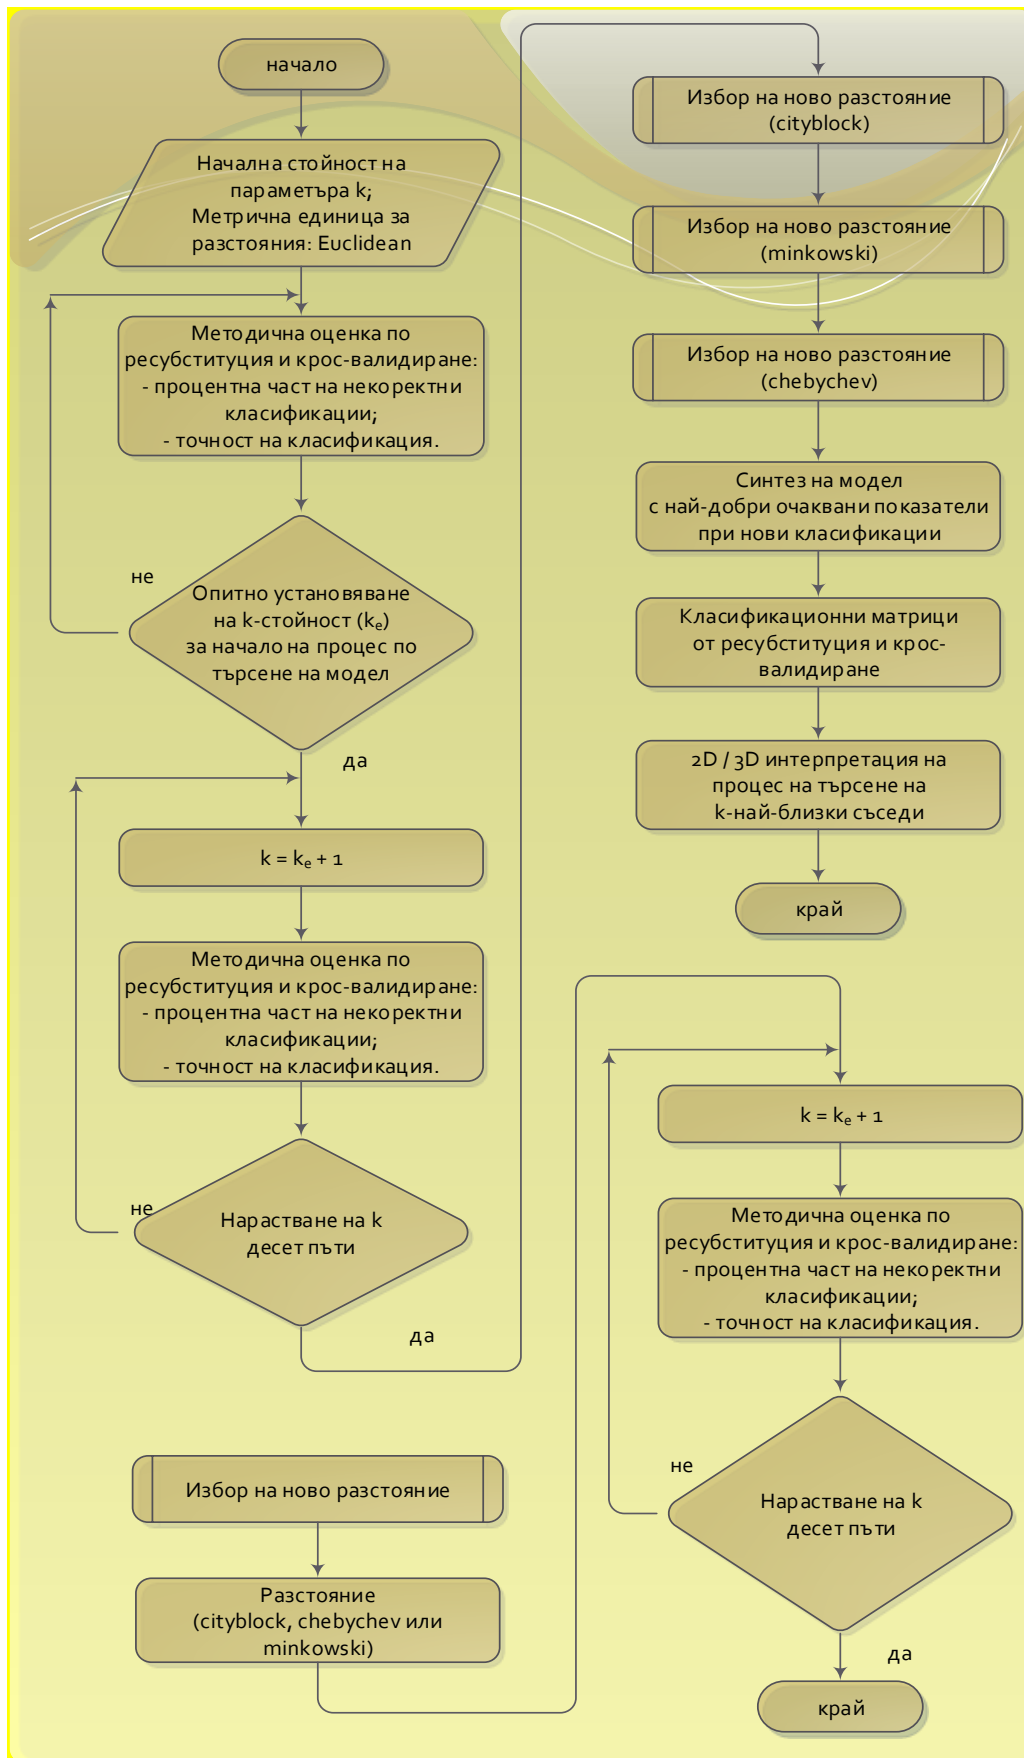 начало
Начална стойност на
параметъра k;
Метрична единица за
разстояния: Euclidean
Методична оценка по
ресубституция и крос-валидиране:
- процентна част на некоректни
класификации;
- точност на класификация.
не
Опитно установяване
на k-стойност (kₑ)
за начало на процес по
търсене на модел
да
k = kₑ + 1
Методична оценка по
ресубституция и крос-валидиране:
- процентна част на некоректни
класификации;
- точност на класификация.
не
Нарастване на k
десет пъти
да
Избор на ново разстояние
(cityblock)
Избор на ново разстояние
(minkowski)
Избор на ново разстояние
(chebychev)
Синтез на модел
с най-добри очаквани показатели
при нови класификации
Класификационни матрици
от ресубституция и крос-
валидиране
2D / 3D интерпретация на
процес на търсене на
k-най-близки съседи
край
Избор на ново разстояние
Разстояние
(cityblock, chebychev или
minkowski)
k = kₑ + 1
Методична оценка по
ресубституция и крос-валидиране:
- процентна част на некоректни
класификации;
- точност на класификация.
не
Нарастване на k
десет пъти
да
край